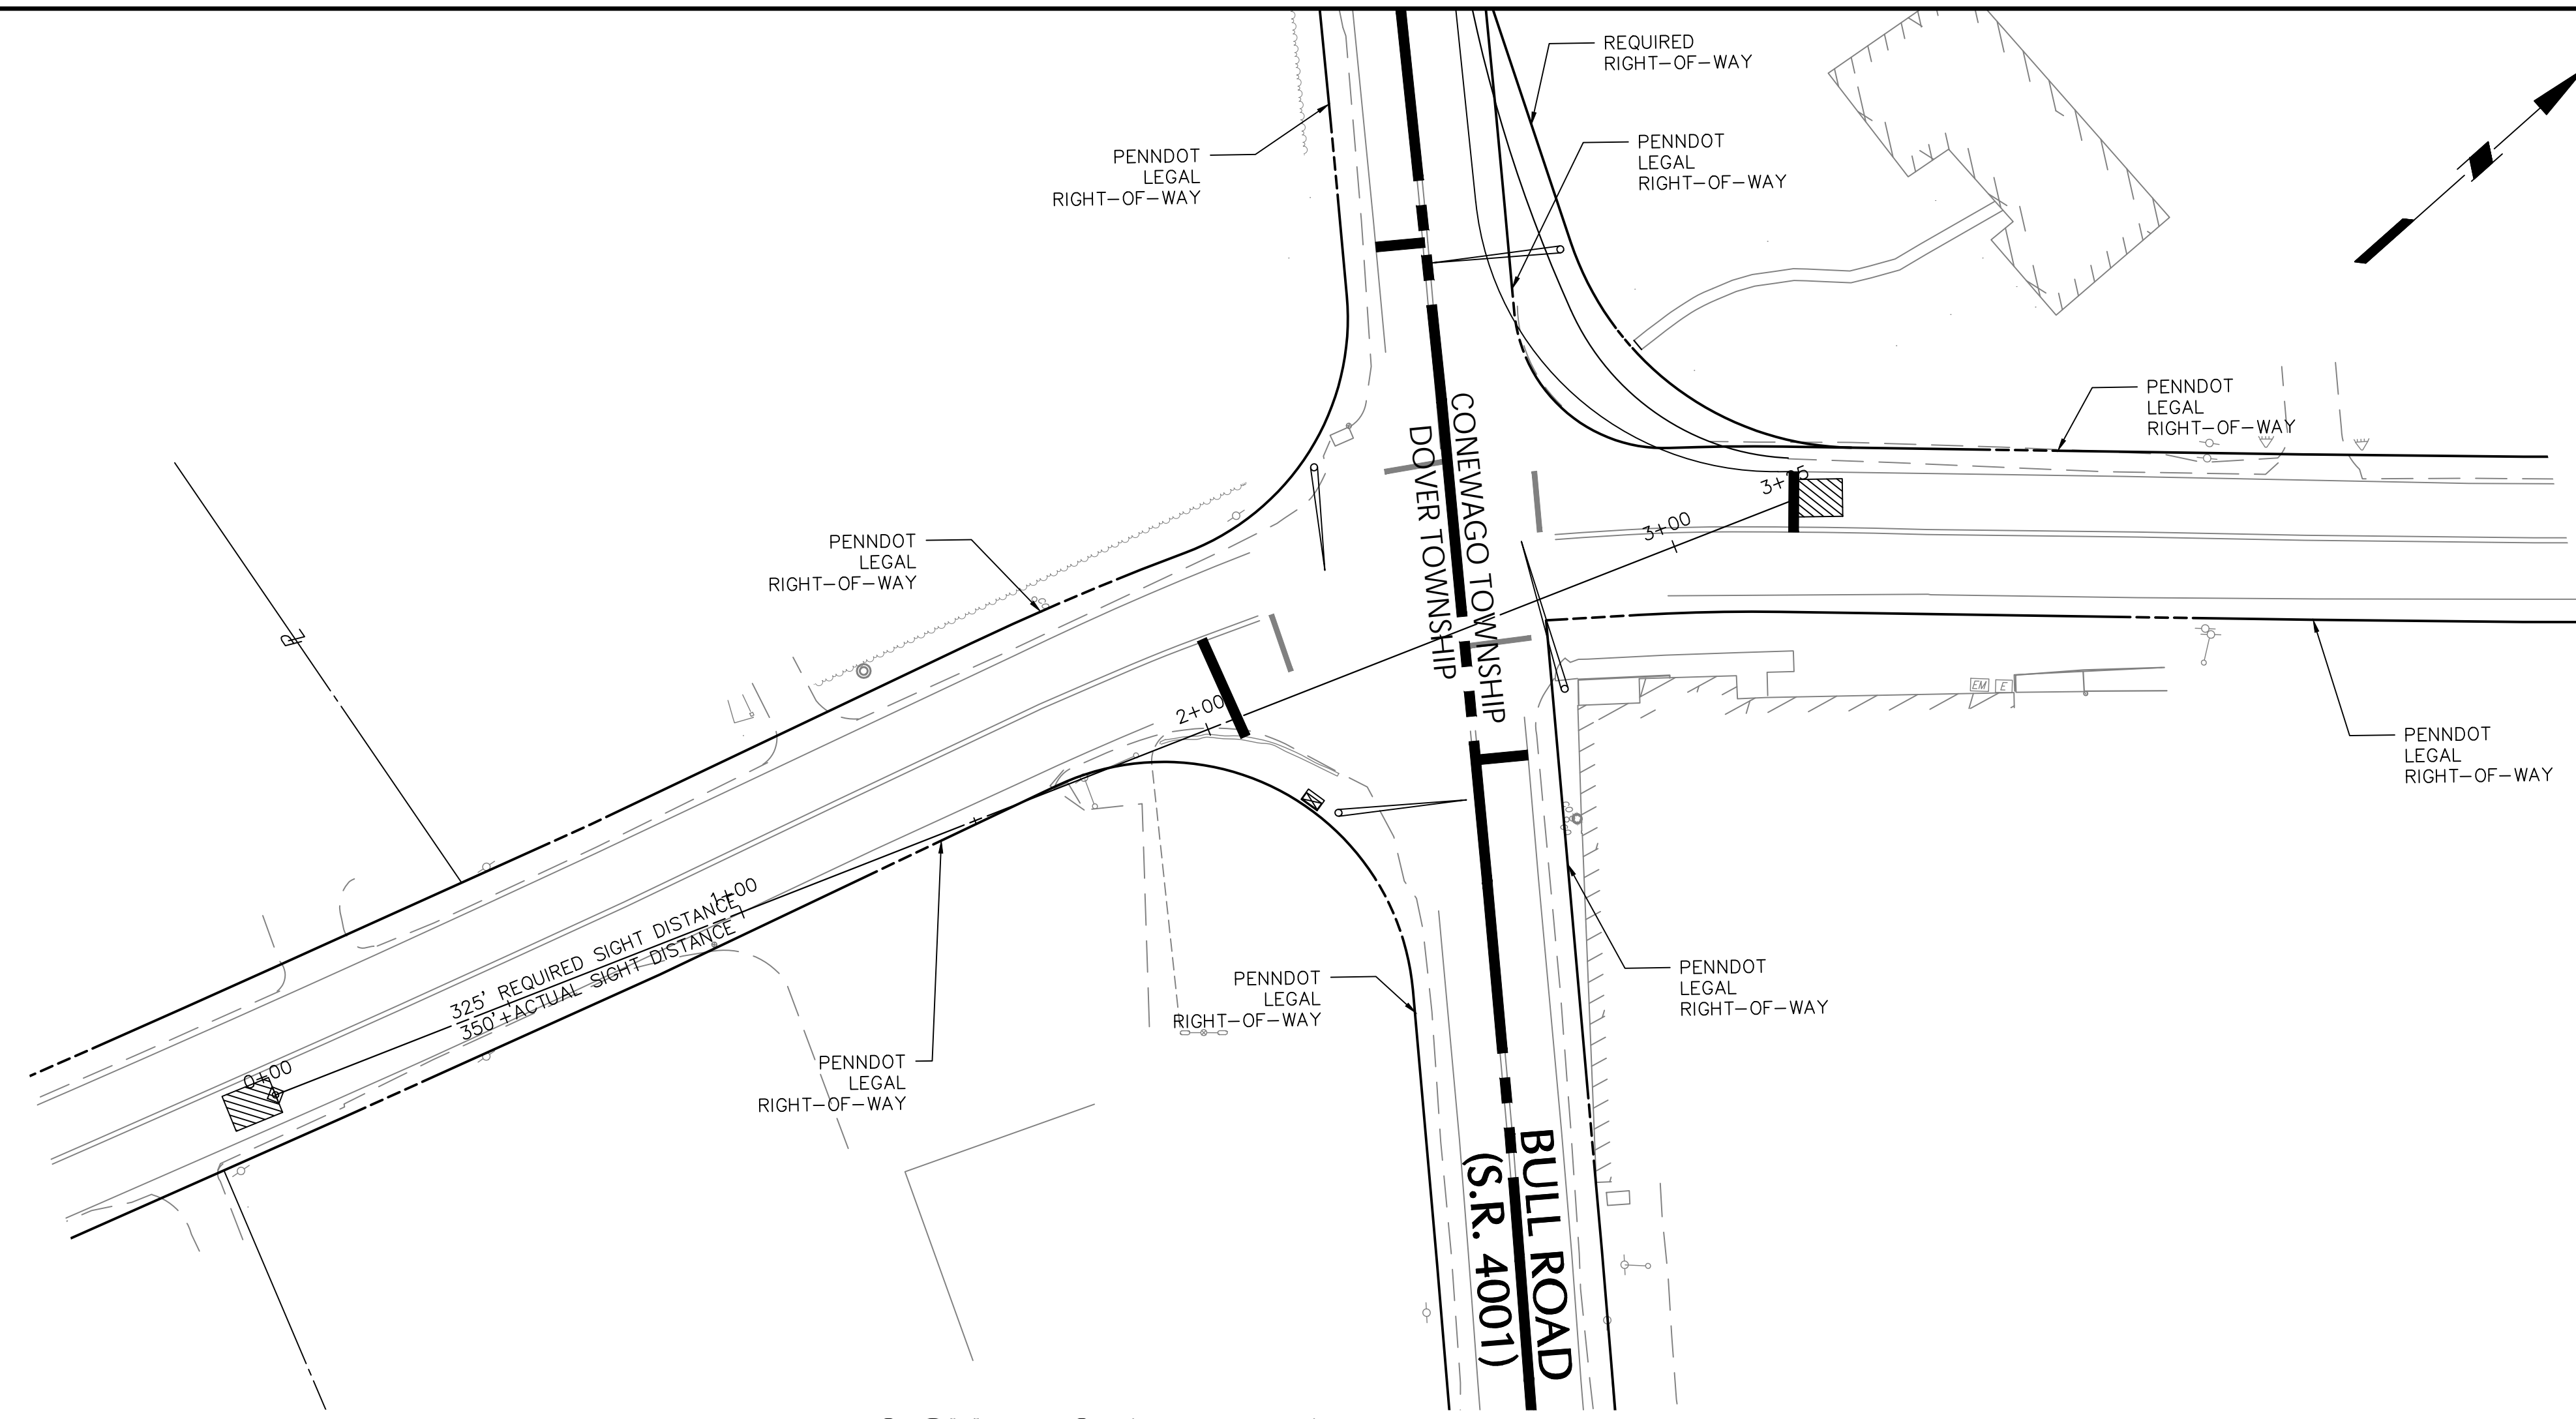 REQUIRED
RIGHT-OF-WAY
PENNDOT
LEGAL
RIGHT-OF-WAY
PENNDOT
LEGAL
RIGHT-OF-WAY
PENNDOT
LEGAL
RIGHT-OF-WAY
CONEWAGO TOWNSHIP
DOVER TOWNSHIP
3+00
PENNDOT
LEGAL
RIGHT-OF-WAY
2+00
EM
E
PENNDOT
LEGAL
RIGHT-OF-WAY
1+00
325' REQUIRED SIGHT DISTANCE
350'+ACTUAL SIGHT DISTANCE
PENNDOT
LEGAL
RIGHT-OF-WAY
PENNDOT
LEGAL
RIGHT-OF-WAY
0+00
PENNDOT
LEGAL
RIGHT-OF-WAY
BULL ROAD
(S.R. 4001)